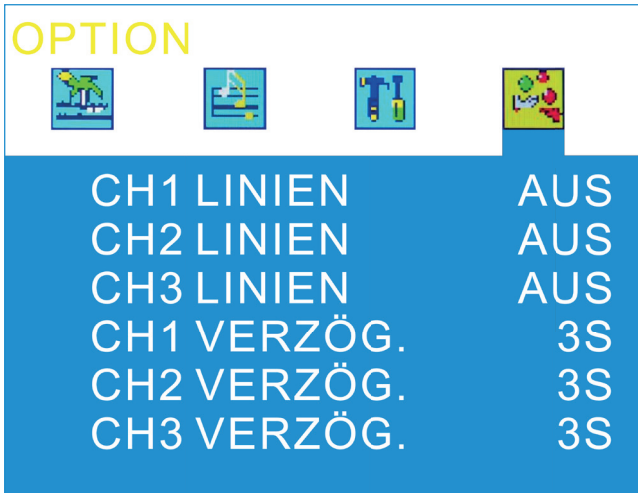 OPTION
CH1 LINIEN AUS
CH2 LINIEN AUS
CH3 LINIEN AUS
CH1 VERZÖG. 3S
CH2 VERZÖG. 3S
CH3 VERZÖG. 3S